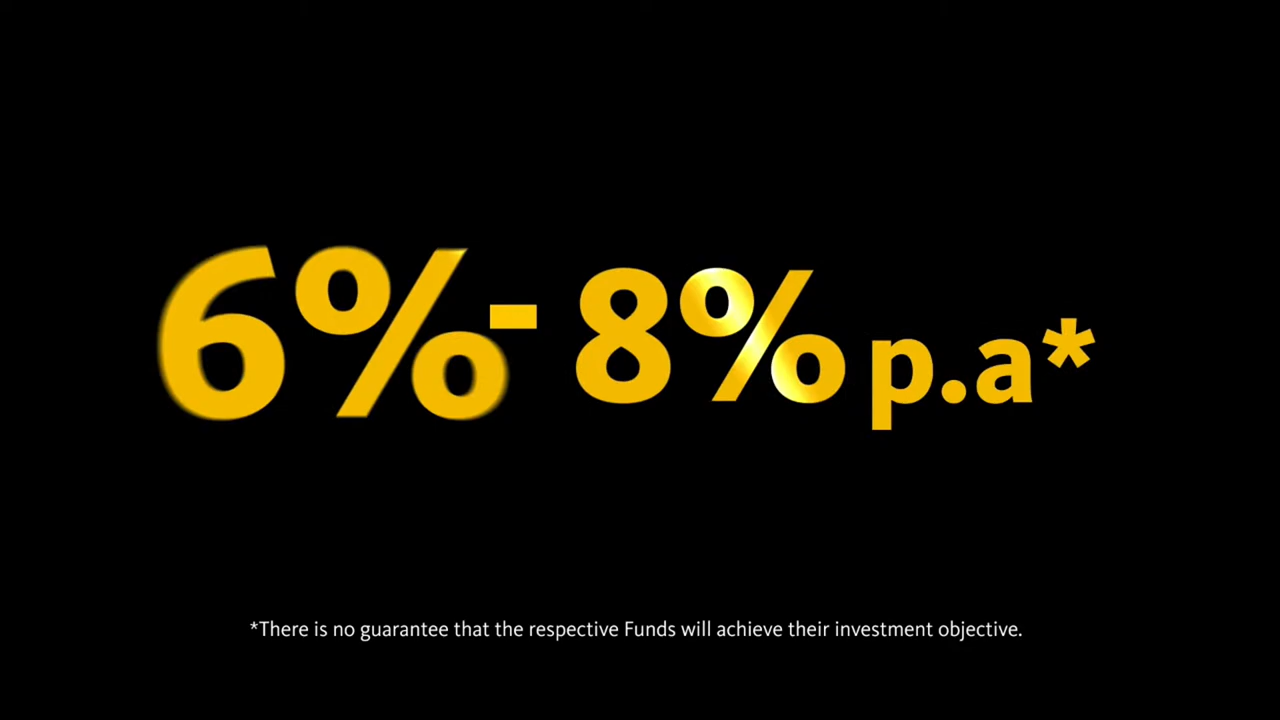 6%- 8% p.a*
*There is no guarantee that the respective Funds will achieve their investment objective.